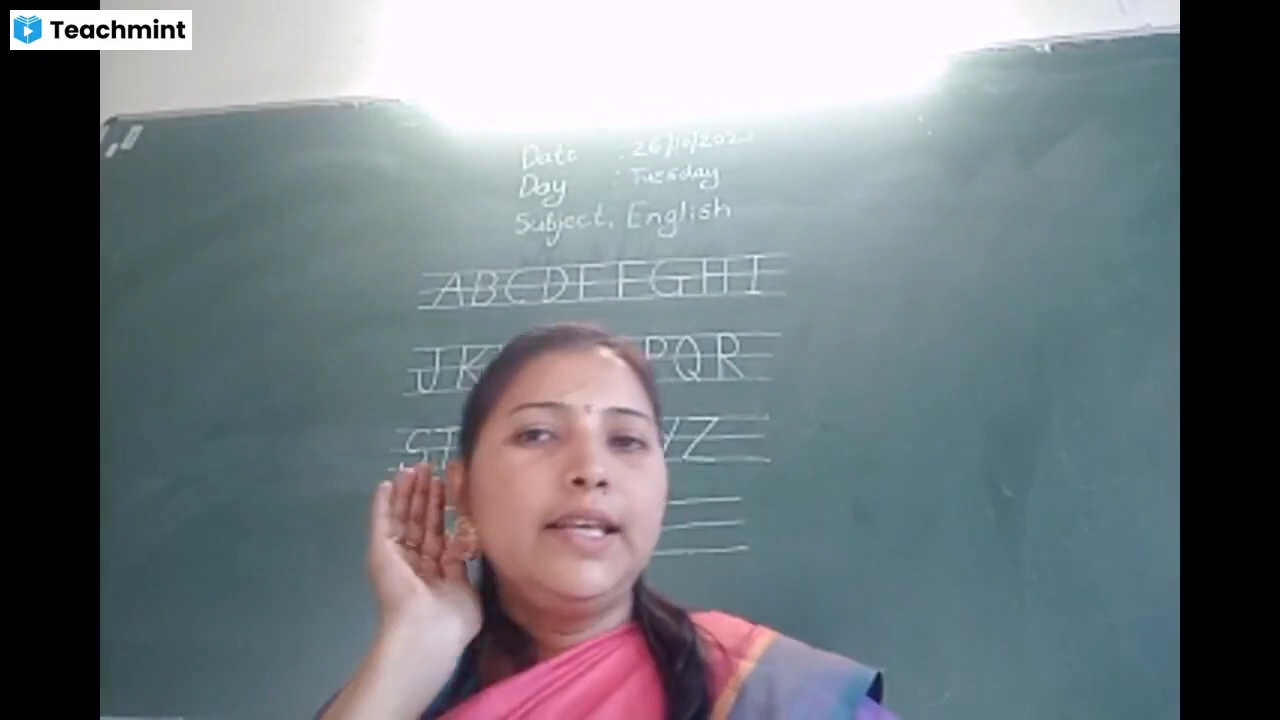 Teachmint
Date : 26/10/2021
Day : Tuesday
Subject. English
ABCDEFGHI
JK PQR
ST YZ